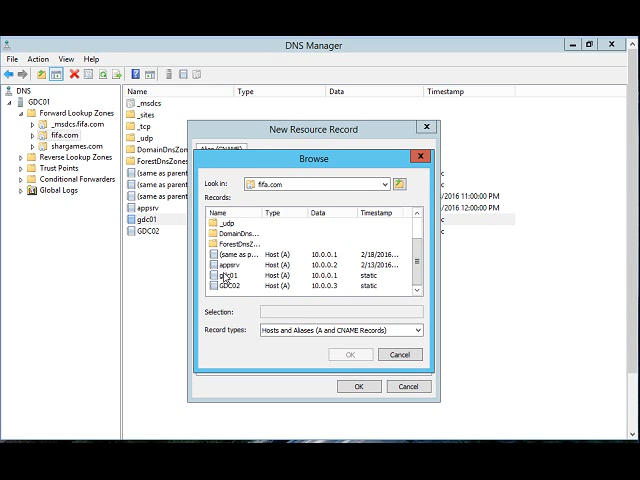 DNS Manager
File Action View Help
DNS
GDC01
Forward Lookup Zones
_msdcs.fifa.com
fifa.com
shargames.com
Reverse Lookup Zones
Trust Points
Conditional Forwarders
Global Logs
Name Type Data Timestamp
_msdcs
_sites
_tcp
_udp
DomainDnsZones
ForestDnsZones
(same as parent
(same as parent
(same as parent /2016 11:00:00 PM
appsrv /2016 12:00:00 PM
gdc01 c
GDC02 c
New Resource Record
Alias (CNAME)
Browse
Look in: fifa.com
Records:
Name Type Data Timestamp
_udp
DomainDns...
ForestDnsZ...
(same as p... Host (A) 10.0.0.1 2/18/2016...
appsrv Host (A) 10.0.0.2 2/13/2016...
gdc01 Host (A) 10.0.0.1 static
GDC02 Host (A) 10.0.0.3 static
Selection:
Record types: Hosts and Aliases (A and CNAME Records)
OK Cancel
OK Cancel